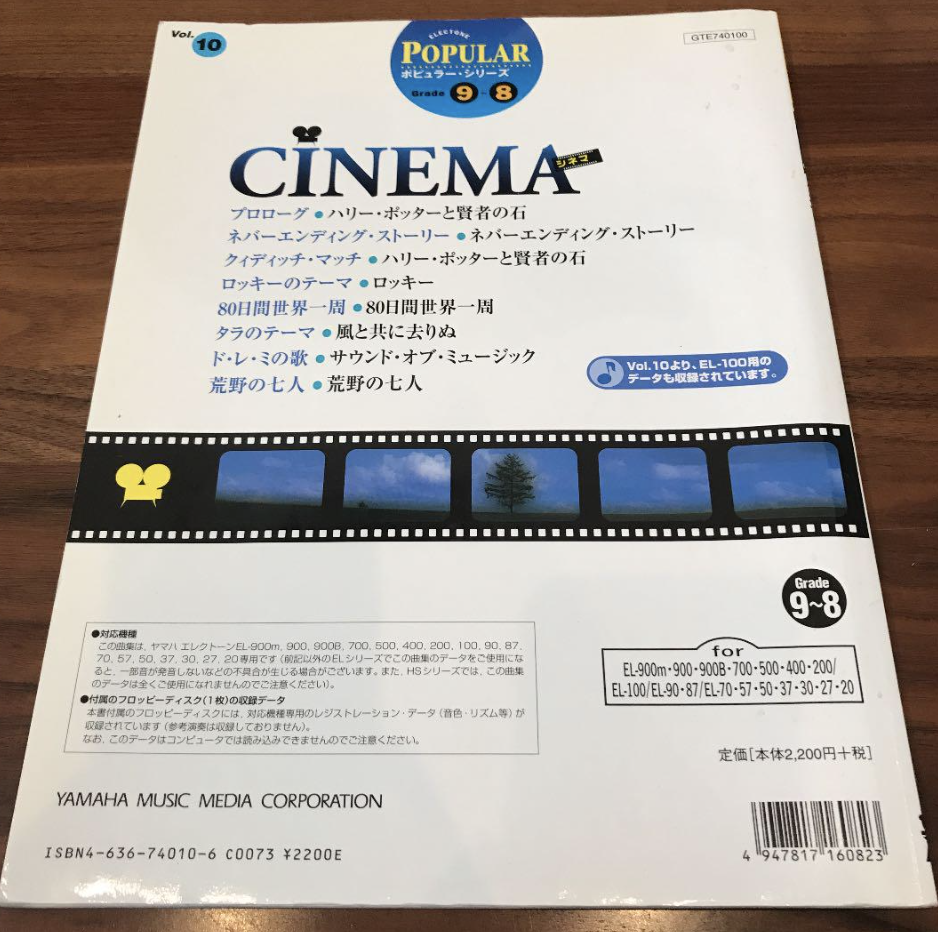 Vol. 10
ELECTONE
POPULAR
ポピュラー・シリーズ
Grade 9~8
GTE740100
CINEMA
シネマ
プロローグ●ハリー・ポッターと賢者の石
ネバーエンディング・ストーリー●ネバーエンディング・ストーリー
クィディッチ・マッチ●ハリー・ポッターと賢者の石
ロッキーのテーマ●ロッキー
80日間世界一周●80日間世界一周
タラのテーマ●風と共に去りぬ
ド・レ・ミの歌●サウンド・オブ・ミュージック
荒野の七人●荒野の七人
Vol.10より、EL-100用の
データも収録されています。
Grade
9~8
●対応機種
この曲集は、ヤマハ エレクトーンEL-900m, 900, 900B, 700, 500, 400, 200, 100, 90, 87,
70, 57, 50, 37, 30, 27, 20専用です(前記以外のELシリーズでこの曲集のデータをご使用にな
ると、一部音が発音しないなどの不具合が生じる場合がございます。また、HSシリーズでは、この曲集
のデータは全くご使用になれませんのでご注意ください)。
●付属のフロッピーディスク(1枚)の収録データ
本書付属のフロッピーディスクには、対応機種専用のレジストレーション・データ(音色・リズム等)が
収録されています(参考演奏は収録しておりません)。
なお、このデータはコンピュータでは読み込みできませんのでご注意ください。
for
EL-900m・900・900B・700・500・400・200/
EL-100/EL-90・87/EL-70・57・50・37・30・27・20
定価[本体2,200円+税]
YAMAHA MUSIC MEDIA CORPORATION
ISBN4-636-74010-6 C0073 ¥2200E
4 947817 160823